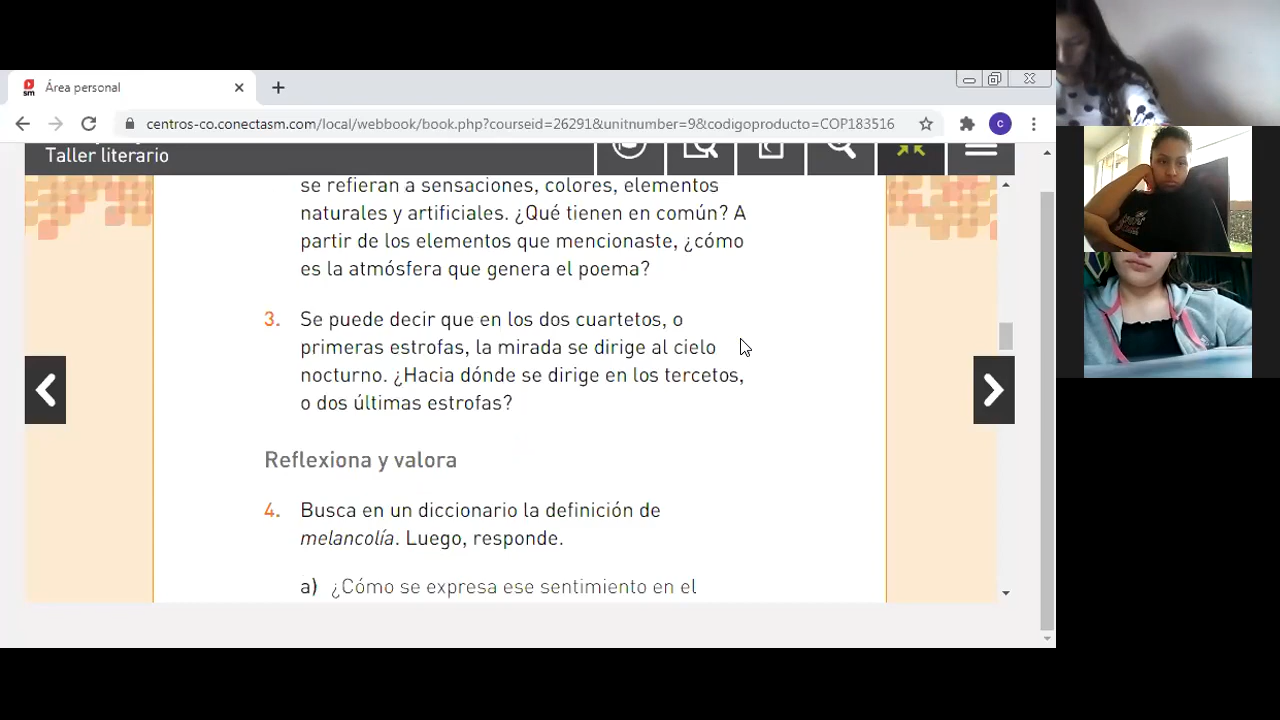 sm
Área personal
centros-co.conectasm.com/local/webbook/book.php?courseid=26291&unitnumber=9&codigoproducto=COP183516
C
Taller literario
se refieran a sensaciones, colores, elementos
naturales y artificiales. ¿Qué tienen en común? A
partir de los elementos que mencionaste, ¿cómo
es la atmósfera que genera el poema?
3. Se puede decir que en los dos cuartetos, o
primeras estrofas, la mirada se dirige al cielo
nocturno. ¿Hacia dónde se dirige en los tercetos,
o dos últimas estrofas?
Reflexiona y valora
4. Busca en un diccionario la definición de
melancolía. Luego, responde.
a) ¿Cómo se expresa ese sentimiento en el